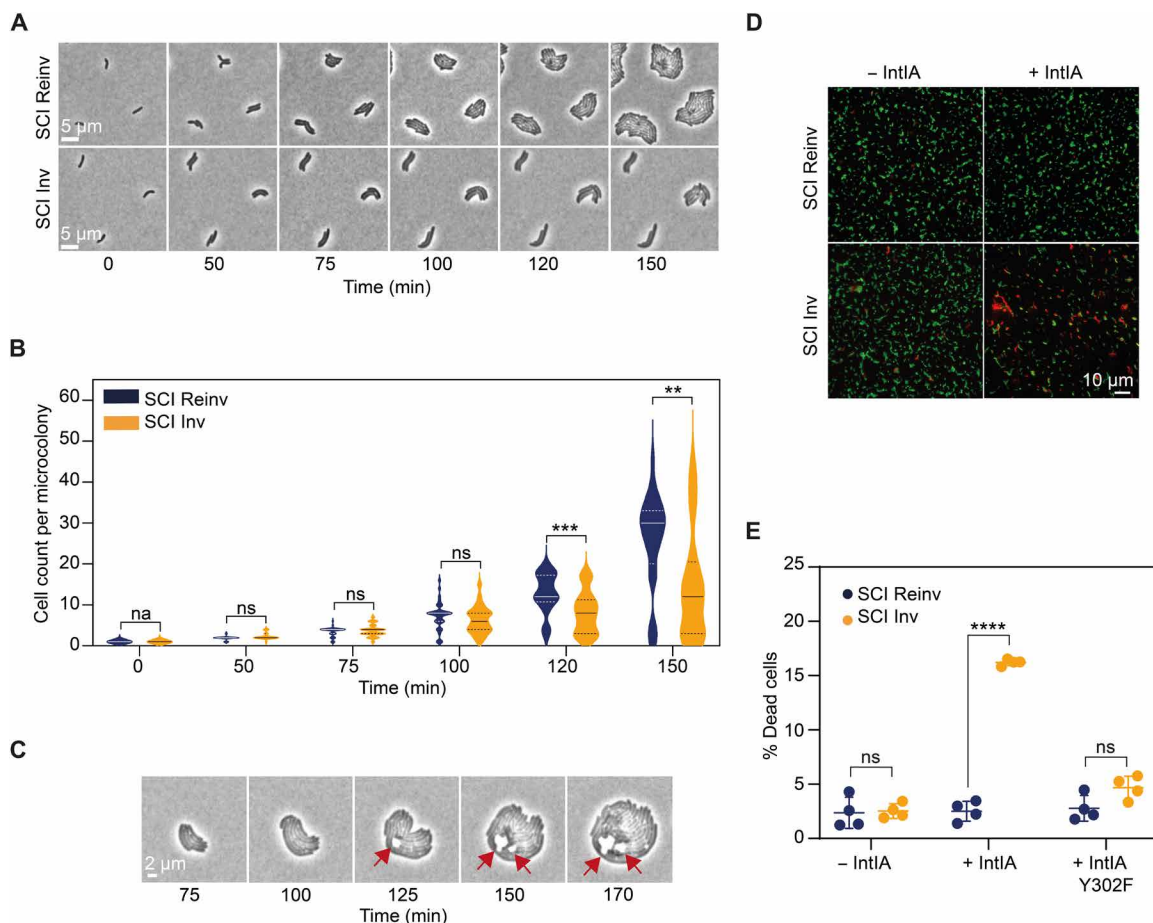 A
SCI Reinv
5 µm
SCI Inv
5 µm
0 50 75 100 120 150
Time (min)
B
Cell count per microcolony
60
50
40
30
20
10
0
SCI Reinv
SCI Inv
na
ns
ns
ns
***
**
0 50 75 100 120 150
Time (min)
C
2 µm
75 100 125 150 170
Time (min)
D
– IntIA + IntIA
SCI Reinv
SCI Inv
10 µm
E
% Dead cells
25
20
15
10
5
0
SCI Reinv
SCI Inv
ns
****
ns
– IntIA + IntIA + IntIA
Y302F